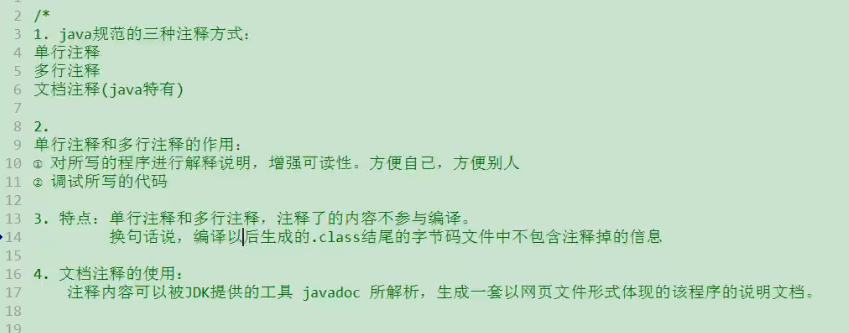 2 /*
3 1. java规范的三种注释方式：
4 单行注释
5 多行注释
6 文档注释(java特有)
7
8 2.
9 单行注释和多行注释的作用：
10 ① 对所写的程序进行解释说明，增强可读性。方便自己，方便别人
11 ② 调试所写的代码
12
13 3. 特点：单行注释和多行注释，注释了的内容不参与编译。
14 换句话说，编译以后生成的.class结尾的字节码文件中不包含注释掉的信息
15
16 4. 文档注释的使用：
17 注释内容可以被JDK提供的工具 javadoc 所解析，生成一套以网页文件形式体现的该程序的说明文档。
18
19